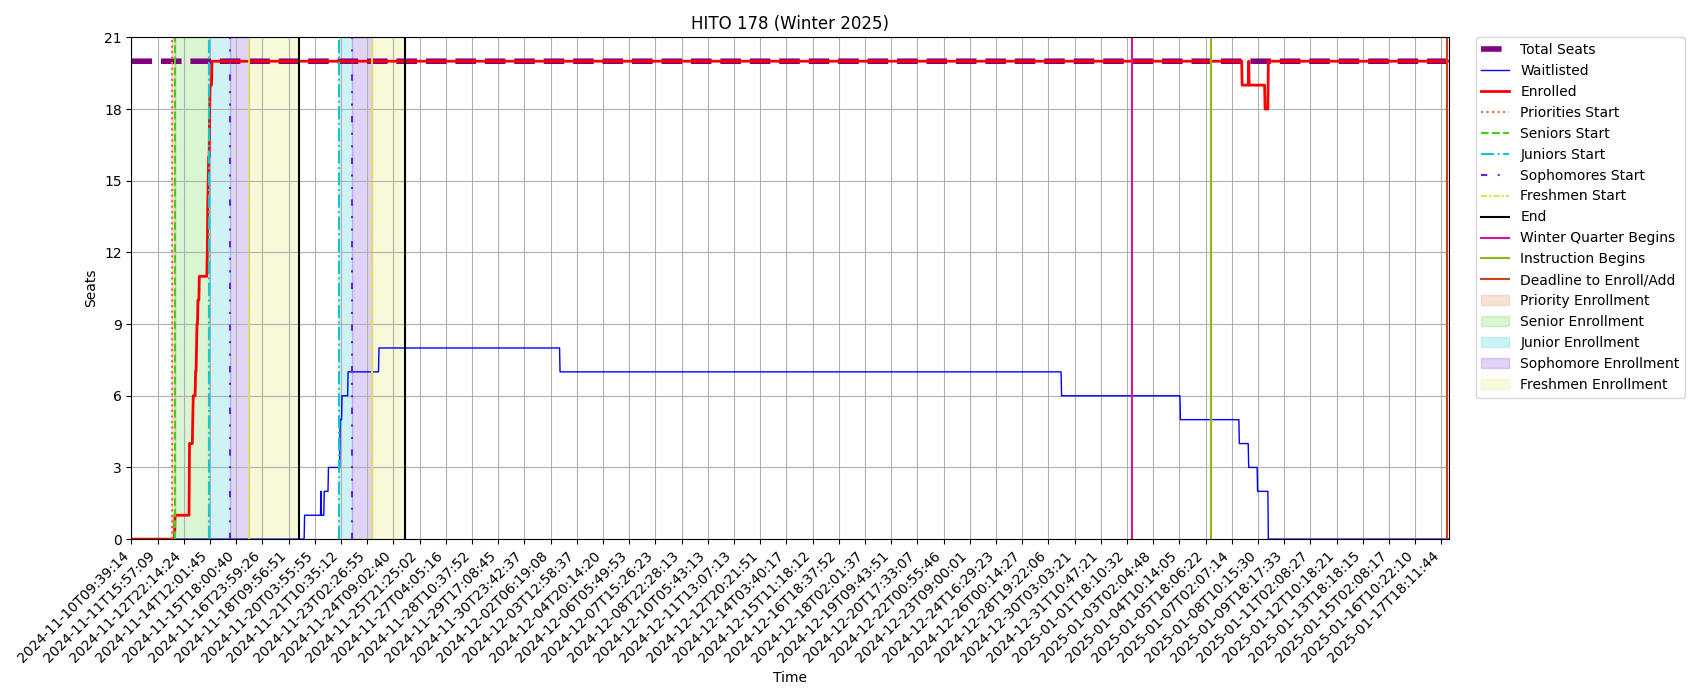 HITO 178 (Winter 2025)
21
18
15
12
9
6
3
0
Seats
2024-11-10T09:39:14
2024-11-11T15:57:09
2024-11-12T22:14:24
2024-11-14T12:01:45
2024-11-15T18:00:40
2024-11-16T23:59:26
2024-11-18T09:56:51
2024-11-20T03:55:55
2024-11-21T10:35:12
2024-11-23T02:26:55
2024-11-24T09:02:40
2024-11-25T21:25:02
2024-11-27T04:05:16
2024-11-28T10:37:52
2024-11-29T17:08:45
2024-11-30T23:42:37
2024-12-02T06:19:08
2024-12-03T12:58:37
2024-12-04T20:14:20
2024-12-06T05:49:53
2024-12-07T15:26:23
2024-12-08T22:28:13
2024-12-10T05:43:13
2024-12-11T13:07:13
2024-12-12T20:21:51
2024-12-14T03:40:17
2024-12-15T11:18:12
2024-12-16T18:37:52
2024-12-18T02:01:37
2024-12-19T09:43:51
2024-12-20T17:33:07
2024-12-22T00:55:46
2024-12-23T09:00:01
2024-12-24T16:29:23
2024-12-26T00:14:27
2024-12-28T19:22:06
2024-12-30T03:03:21
2024-12-31T10:47:21
2025-01-01T18:10:32
2025-01-03T02:04:48
2025-01-04T10:14:05
2025-01-05T18:06:22
2025-01-07T02:07:14
2025-01-08T10:15:30
2025-01-09T18:17:33
2025-01-11T02:08:27
2025-01-12T10:18:21
2025-01-13T18:18:15
2025-01-15T02:08:17
2025-01-16T10:22:10
2025-01-17T18:11:44
Time
Total Seats
Waitlisted
Enrolled
Priorities Start
Seniors Start
Juniors Start
Sophomores Start
Freshmen Start
End
Winter Quarter Begins
Instruction Begins
Deadline to Enroll/Add
Priority Enrollment
Senior Enrollment
Junior Enrollment
Sophomore Enrollment
Freshmen Enrollment